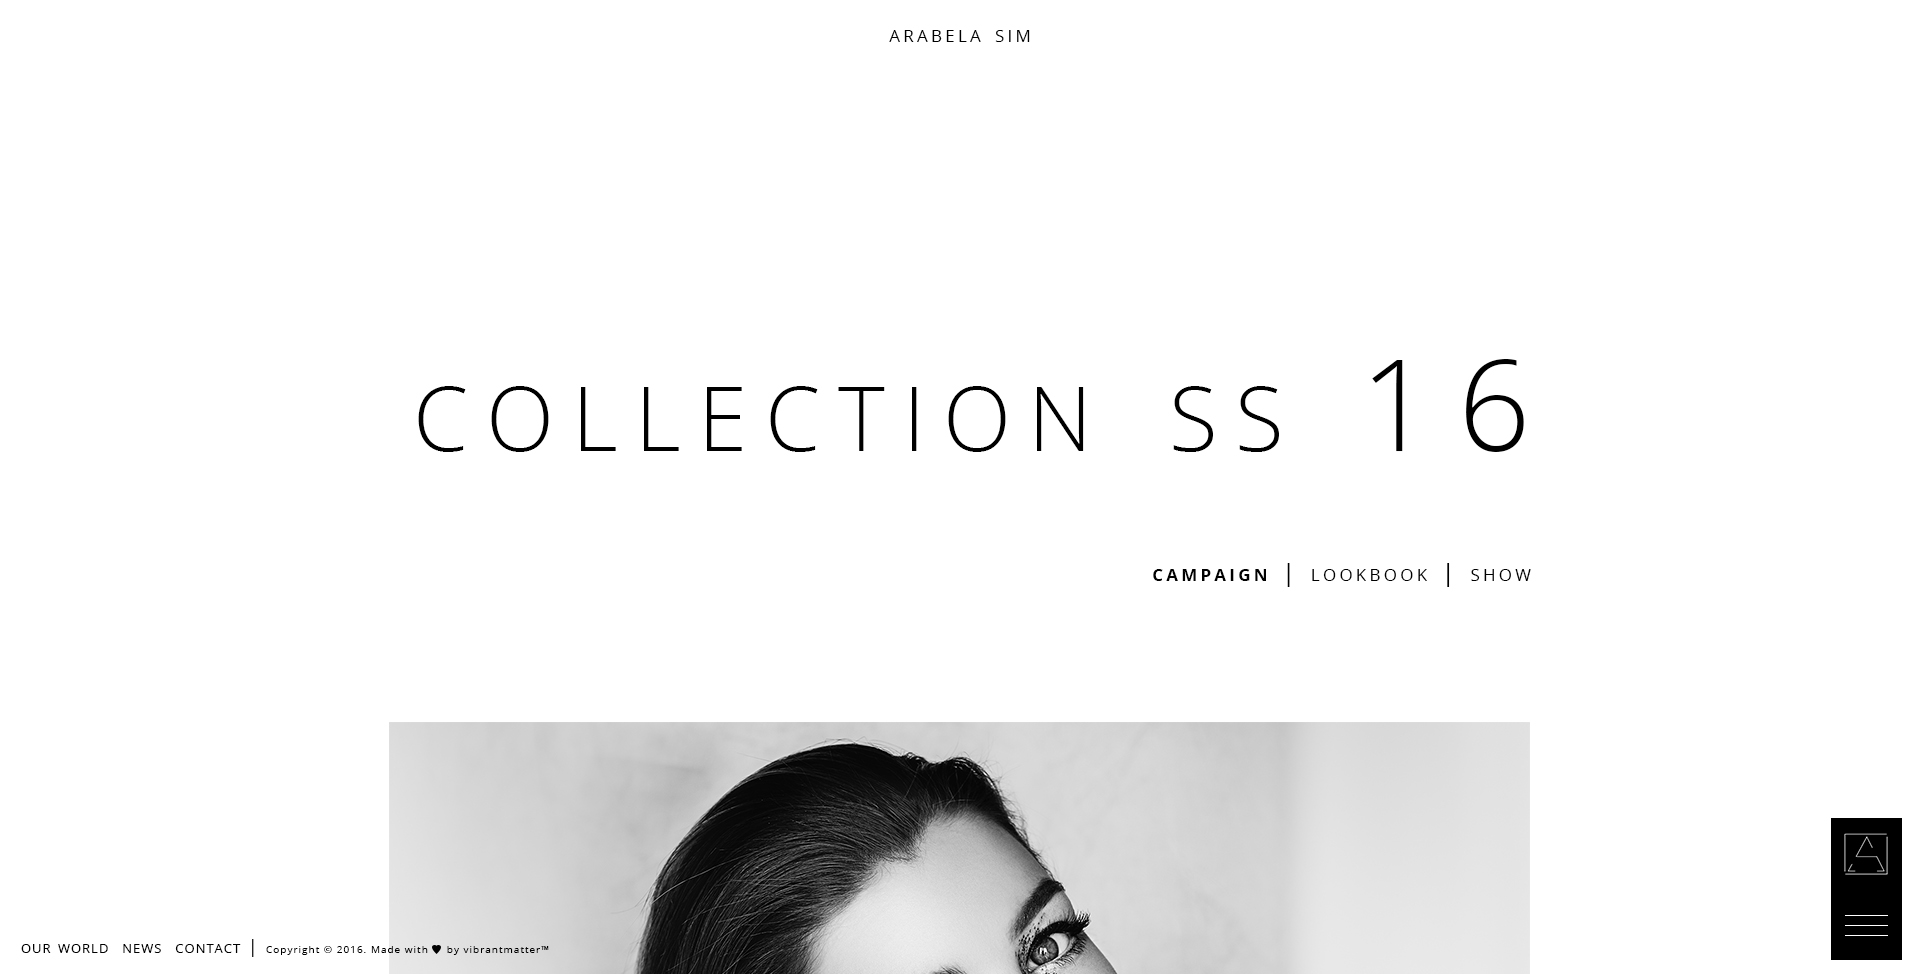 ARABELA SIM
COLLECTION SS 16
CAMPAIGN | LOOKBOOK | SHOW
OUR WORLD NEWS CONTACT | Copyright © 2016. Made with ♥ by vibrantmatter™